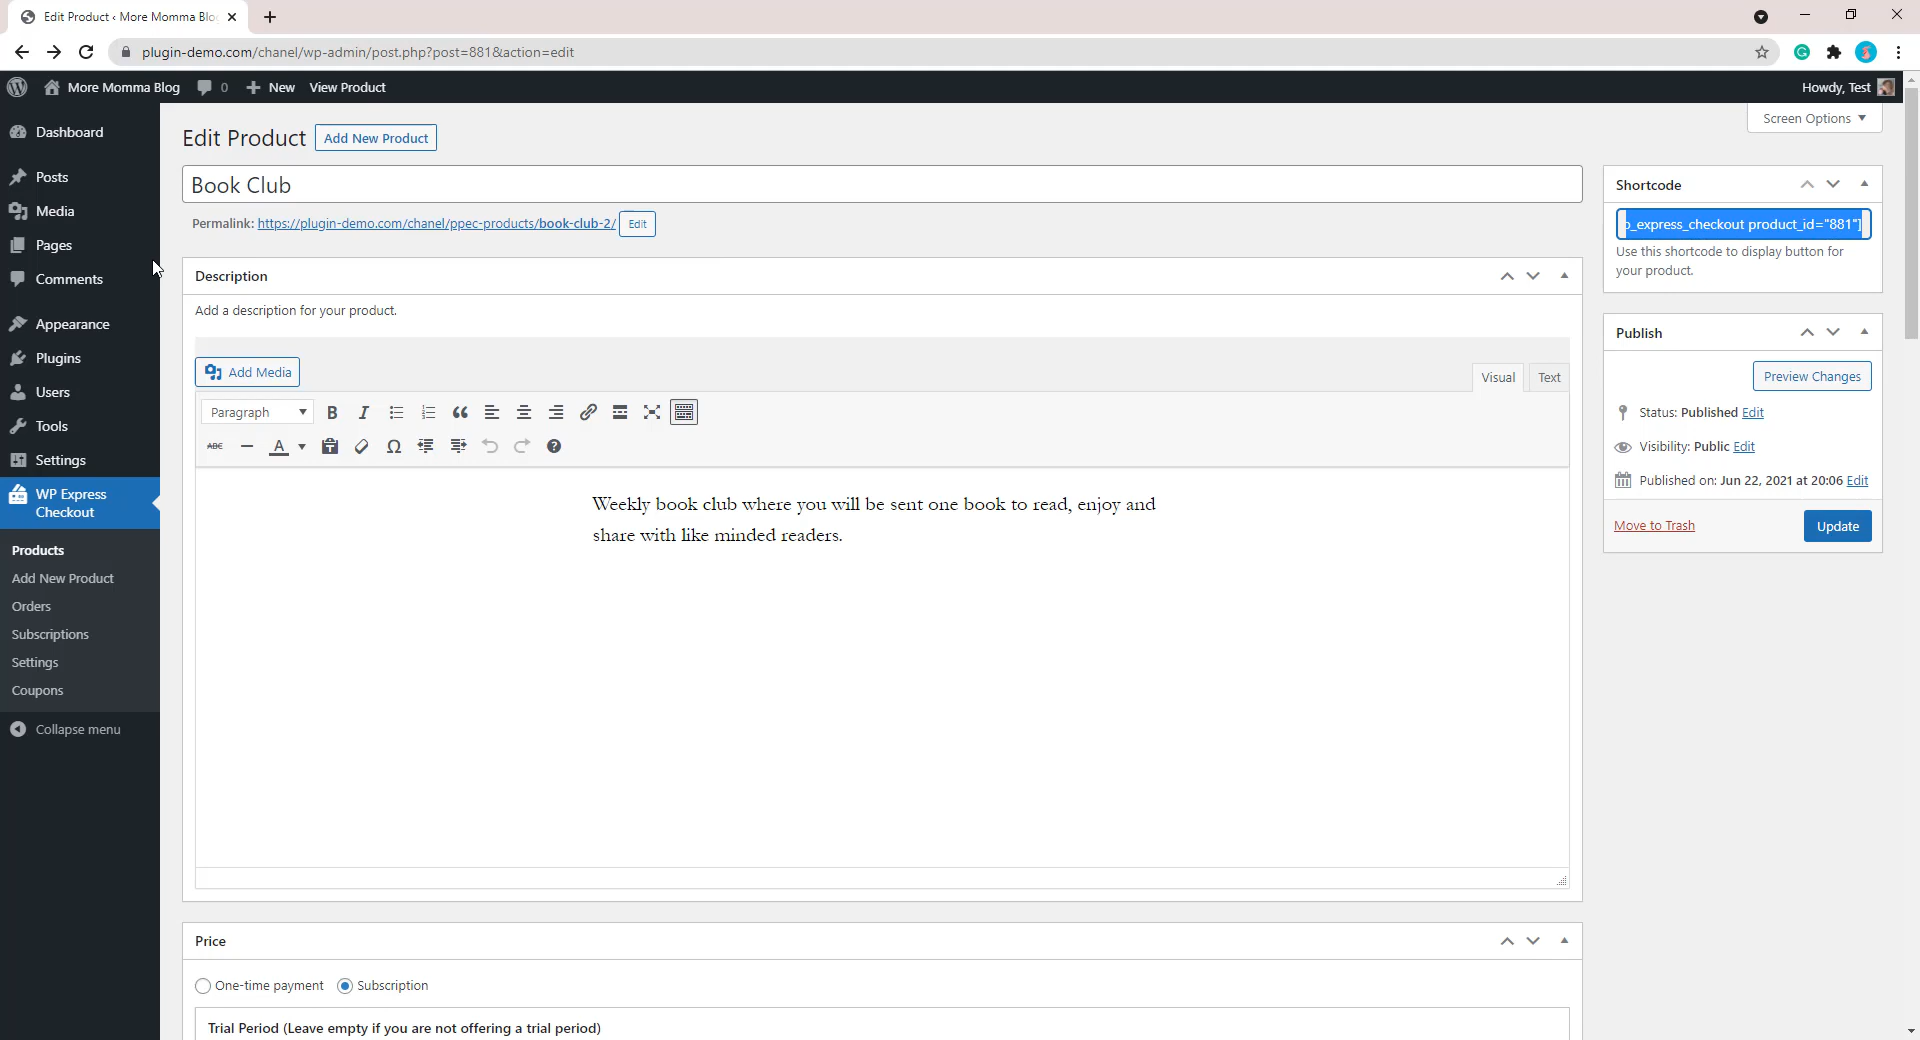 Edit Product ‹ More Momma Blo
plugin-demo.com/chanel/wp-admin/post.php?post=881&action=edit
More Momma Blog
0
New
View Product
Howdy, Test
Dashboard
Posts
Media
Pages
Comments
Appearance
Plugins
Users
Tools
Settings
WP Express
Checkout
Products
Add New Product
Orders
Subscriptions
Settings
Coupons
Collapse menu
Screen Options
Edit Product
Add New Product
Book Club
Permalink: https://plugin-demo.com/chanel/ppec-products/book-club-2/ Edit
Description
Add a description for your product.
Add Media
Visual
Text
Paragraph
B
I
ABC
A
Ω
Weekly book club where you will be sent one book to read, enjoy and
share with like minded readers.
Price
One-time payment
Subscription
Trial Period (Leave empty if you are not offering a trial period)
Shortcode
_express_checkout product_id="881"]
Use this shortcode to display button for
your product.
Publish
Preview Changes
Status: Published Edit
Visibility: Public Edit
Published on: Jun 22, 2021 at 20:06 Edit
Move to Trash
Update